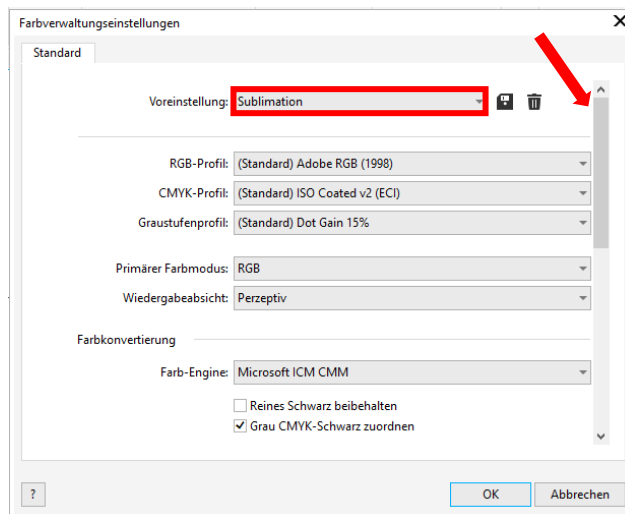 Farbverwaltungseinstellungen
Standard
Voreinstellung: Sublimation
RGB-Profil: (Standard) Adobe RGB (1998)
CMYK-Profil: (Standard) ISO Coated v2 (ECI)
Graustufenprofil: (Standard) Dot Gain 15%
Primärer Farbmodus: RGB
Wiedergabeabsicht: Perzeptiv
Farbkonvertierung
Farb-Engine: Microsoft ICM CMM
Reines Schwarz beibehalten
Grau CMYK-Schwarz zuordnen
? OK Abbrechen